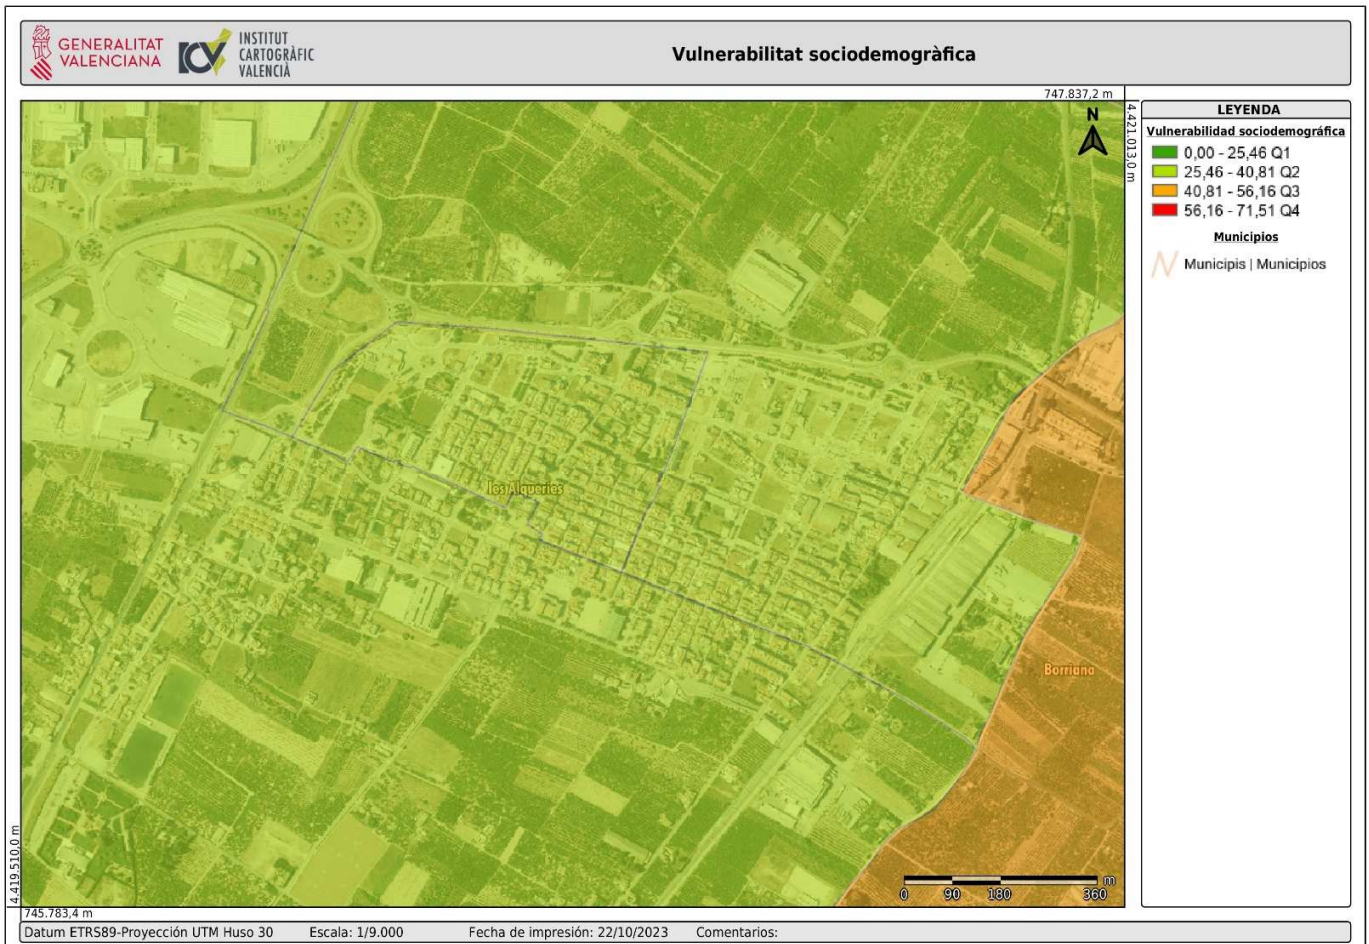 GENERALITAT
VALENCIANA
INSTITUT
CARTOGRÀFIC
VALENCIÀ
Vulnerabilitat sociodemogràfica
747.837,2 m
4.421.013,0 m
N
LEYENDA
Vulnerabilidad sociodemográfica
0,00 - 25,46 Q1
25,46 - 40,81 Q2
40,81 - 56,16 Q3
56,16 - 71,51 Q4
Municipios
Municipis | Municipios
les Alqueries
Borriana
m
0 90 180 360
4.419.510,0 m
745.783,4 m
Datum ETRS89-Proyección UTM Huso 30 Escala: 1/9.000 Fecha de impresión: 22/10/2023 Comentarios: